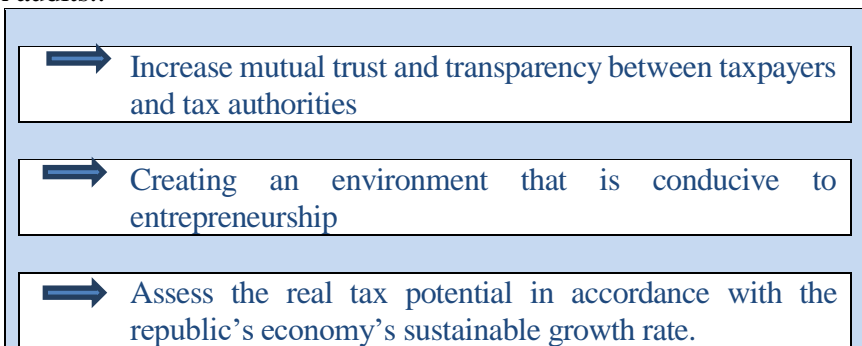 Increase mutual trust and transparency between taxpayers
and tax authorities
Creating an environment that is conducive to
entrepreneurship
Assess the real tax potential in accordance with the
republic's economy's sustainable growth rate.